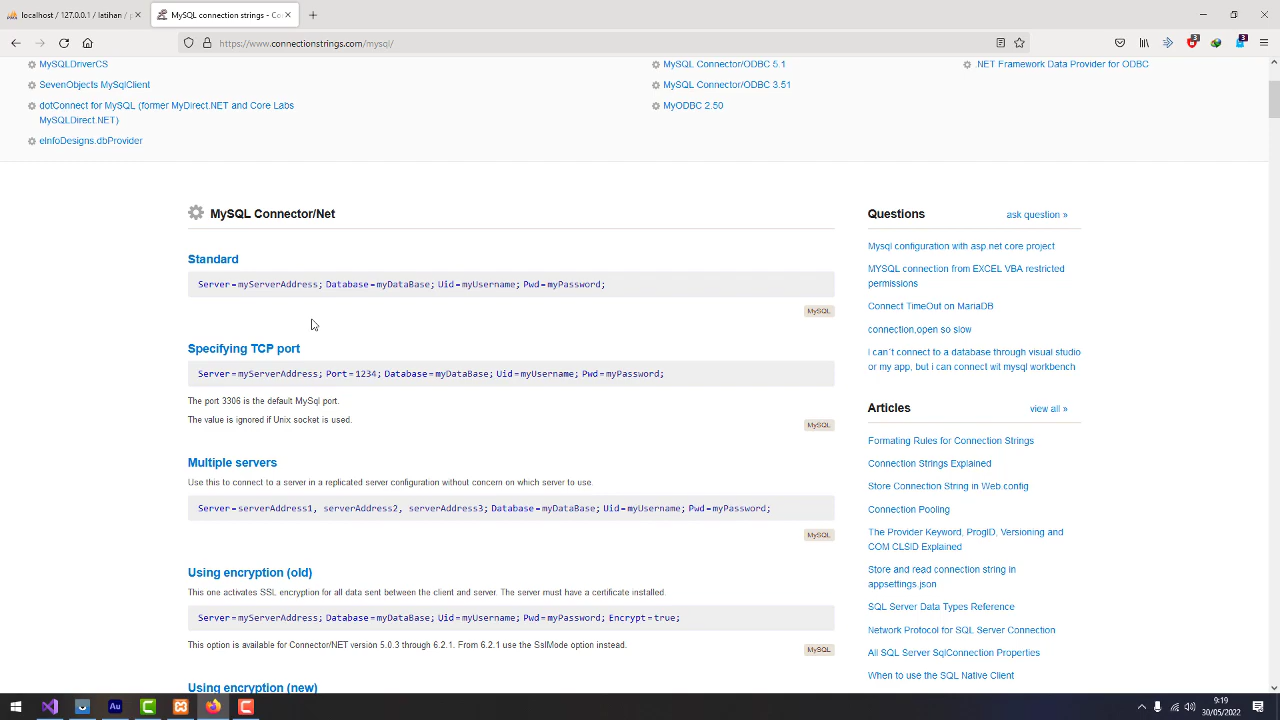 localhost / 127.0.0.1 / latihan / p
MySQL connection strings - Co
https://www.connectionstrings.com/mysql/
2
3
MySQLDriverCS
SevenObjects MySqlClient
dotConnect for MySQL (former MyDirect.NET and Core Labs
MySQLDirect.NET)
eInfoDesigns.dbProvider
MySQL Connector/ODBC 5.1
MySQL Connector/ODBC 3.51
MyODBC 2.50
.NET Framework Data Provider for ODBC
MySQL Connector/Net
Standard
Server=myServerAddress; Database=myDataBase; Uid=myUsername; Pwd=myPassword;
MySQL
Specifying TCP port
Server=myServerAddress; Port=1234; Database=myDataBase; Uid=myUsername; Pwd=myPassword;
The port 3306 is the default MySql port.
The value is ignored if Unix socket is used.
MySQL
Multiple servers
Use this to connect to a server in a replicated server configuration without concern on which server to use.
Server=serverAddress1, serverAddress2, serverAddress3; Database=myDataBase; Uid=myUsername; Pwd=myPassword;
MySQL
Using encryption (old)
This one activates SSL encryption for all data sent between the client and server. The server must have a certificate installed.
Server=myServerAddress; Database=myDataBase; Uid=myUsername; Pwd=myPassword; Encrypt=true;
This option is available for Connector/NET version 5.0.3 through 6.2.1. From 6.2.1 use the SslMode option instead.
MySQL
Using encryption (new)
Questions
ask question »
Mysql configuration with asp.net core project
MYSQL connection from EXCEL VBA restricted
permissions
Connect TimeOut on MariaDB
connection.open so slow
I can´t connect to a database through visual studio
or my app, but i can connect wit mysql workbench
Articles
view all »
Formating Rules for Connection Strings
Connection Strings Explained
Store Connection String in Web.config
Connection Pooling
The Provider Keyword, ProgID, Versioning and
COM CLSID Explained
Store and read connection string in
appsettings.json
SQL Server Data Types Reference
Network Protocol for SQL Server Connection
All SQL Server SqlConnection Properties
When to use the SQL Native Client
Au
9:19
30/05/2022